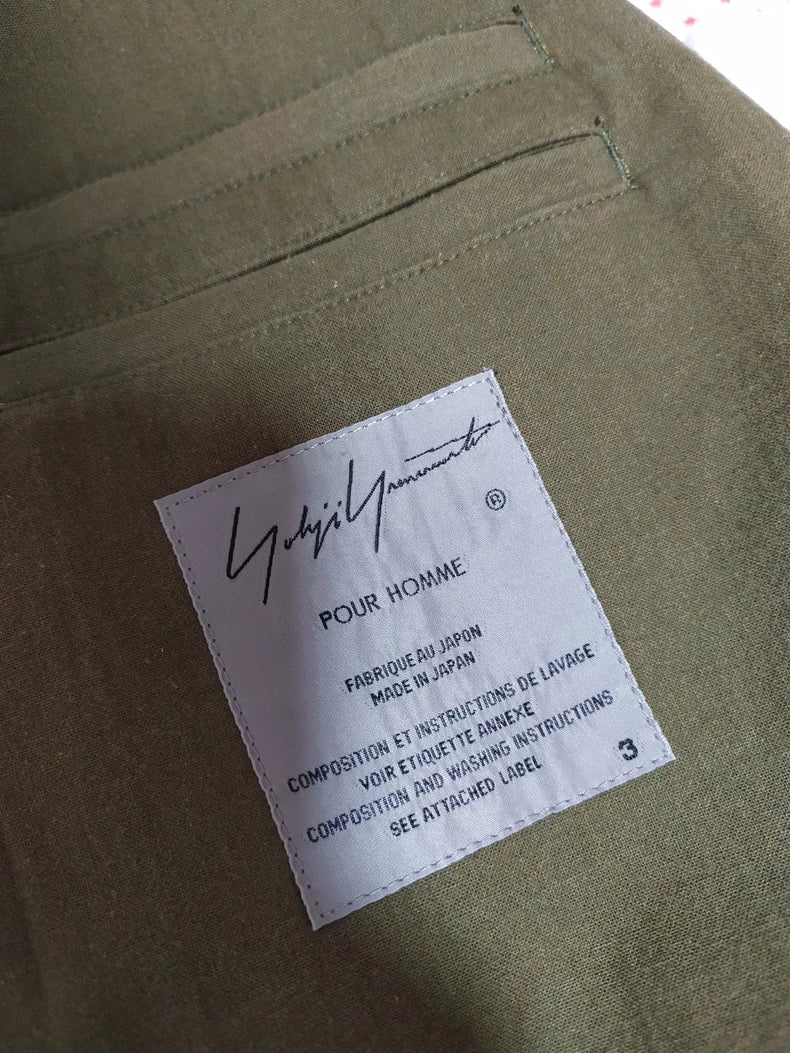 Yohji Yamamoto ®
POUR HOMME
FABRIQUE AU JAPON
MADE IN JAPAN
COMPOSITION ET INSTRUCTIONS DE LAVAGE
VOIR ETIQUETTE ANNEXE
COMPOSITION AND WASHING INSTRUCTIONS
SEE ATTACHED LABEL
3